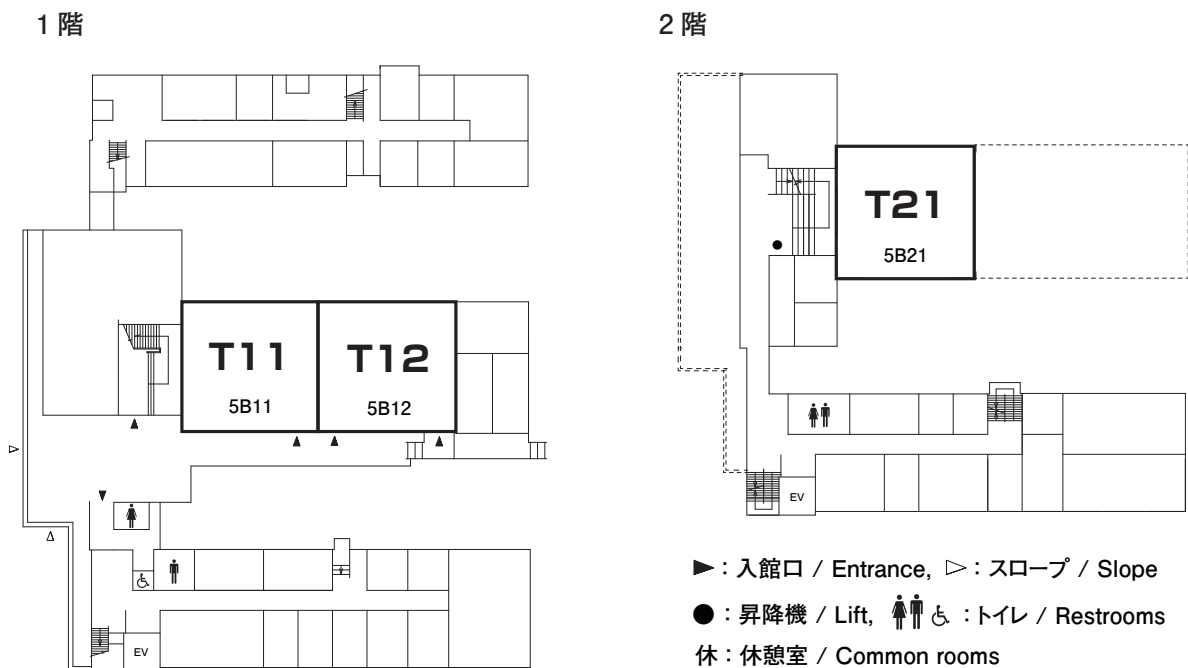 1 階
T11
5B11
T12
5B12
EV
2 階
T21
5B21
EV
▶：入館口 / Entrance, ▷：スロープ / Slope
●：昇降機 / Lift, ：トイレ / Restrooms
休：休憩室 / Common rooms